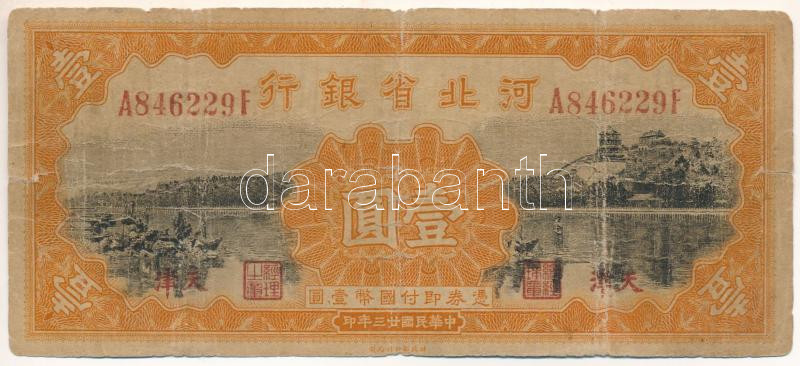 壹 壹
行銀省北河
A846229F A846229F
darabanth
圓壹
津天 津天
圓壹幣國付即券憑
印年三廿國民華中
壹 壹